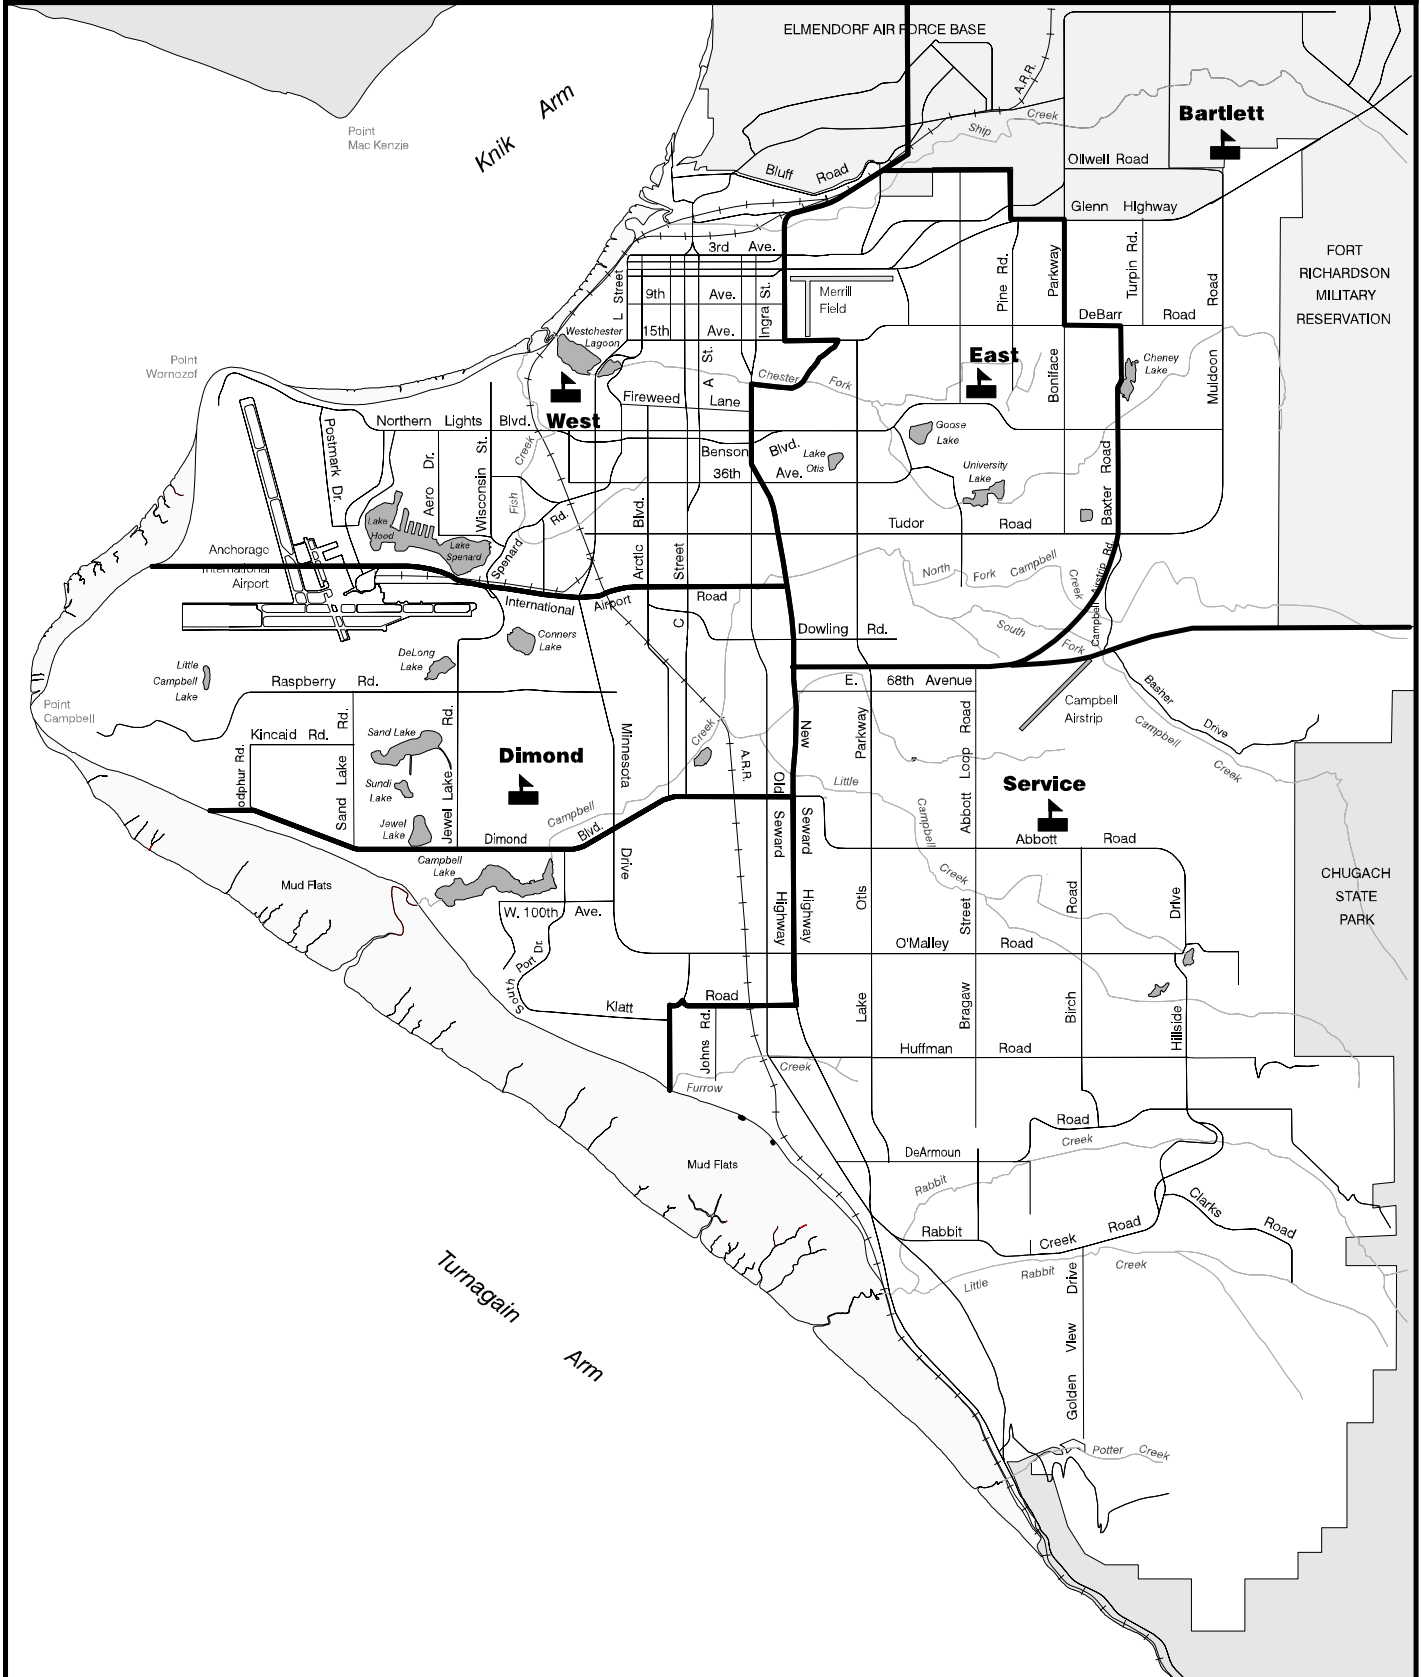 ELMENDORF AIR FORCE BASE
Knik Arm
Point
Mac Kenzie
A.R.R.
Ship Creek
Bartlett
Bluff Road
Ollwell Road
Glenn HIghway
3rd Ave.
L Street
9th Ave.
Ingra St.
Merrill
Field
Pine Rd.
Parkway
Turpin Rd.
Road
FORT
RICHARDSON
MILITARY
RESERVATION
DeBarr Road
Westchester
Lagoon
15th Ave.
A St.
East
Boniface
Cheney
Lake
Muldoon
Point
Wornozof
Chester Fork
Fireweed Lane
West
Northern Lights Blvd.
Goose
Lake
Postmark Dr.
Aero Dr.
Wisconsin St.
Fish Creek
Benson Blvd.
Lake
Otis
36th Ave.
University
Lake
Baxter Road
Tudor Road
Lake
Hood
Lake
Spenard
Spenard Rd.
Arctic Blvd.
C Street
Anchorage
International
Airport
International Airport Road
North Fork Campbell Creek
Campbell Airstrip Rd.
South Fork
Conners
Lake
Dowling Rd.
DeLong
Lake
Little
Campbell
Lake
Raspberry Rd.
E. 68th Avenue
Campbell
Airstrip
Basher Drive
Campbell Creek
Point
Campbell
Kincaid Rd.
odphur Rd.
Sand Lake Rd.
Sand Lake
Jewel Lake Rd.
Sundi
Lake
Jewel
Lake
Dimond
Minnesota Drive
Creek
A.R.R.
Campbell
Old Seward Highway
New Seward Highway
Lake Otls Parkway
Little Campbell Creek
Abbott Loop Road
Service
Abbott Road
Dimond Blvd.
Campbell
Lake
Mud Flats
CHUGACH
STATE
PARK
W. 100th Ave.
South Port Dr.
Bragaw Street
Birch Road
Hillside Drive
O'Malley Road
Klatt Road
Johns Rd.
Huffman Road
Furrow Creek
Road
DeArmoun
Creek
Rabbit
Mud Flats
Clarks Road
Rabbit Creek Road
Little Rabbit Creek
Golden View Drive
Turnagain Arm
Potter Creek